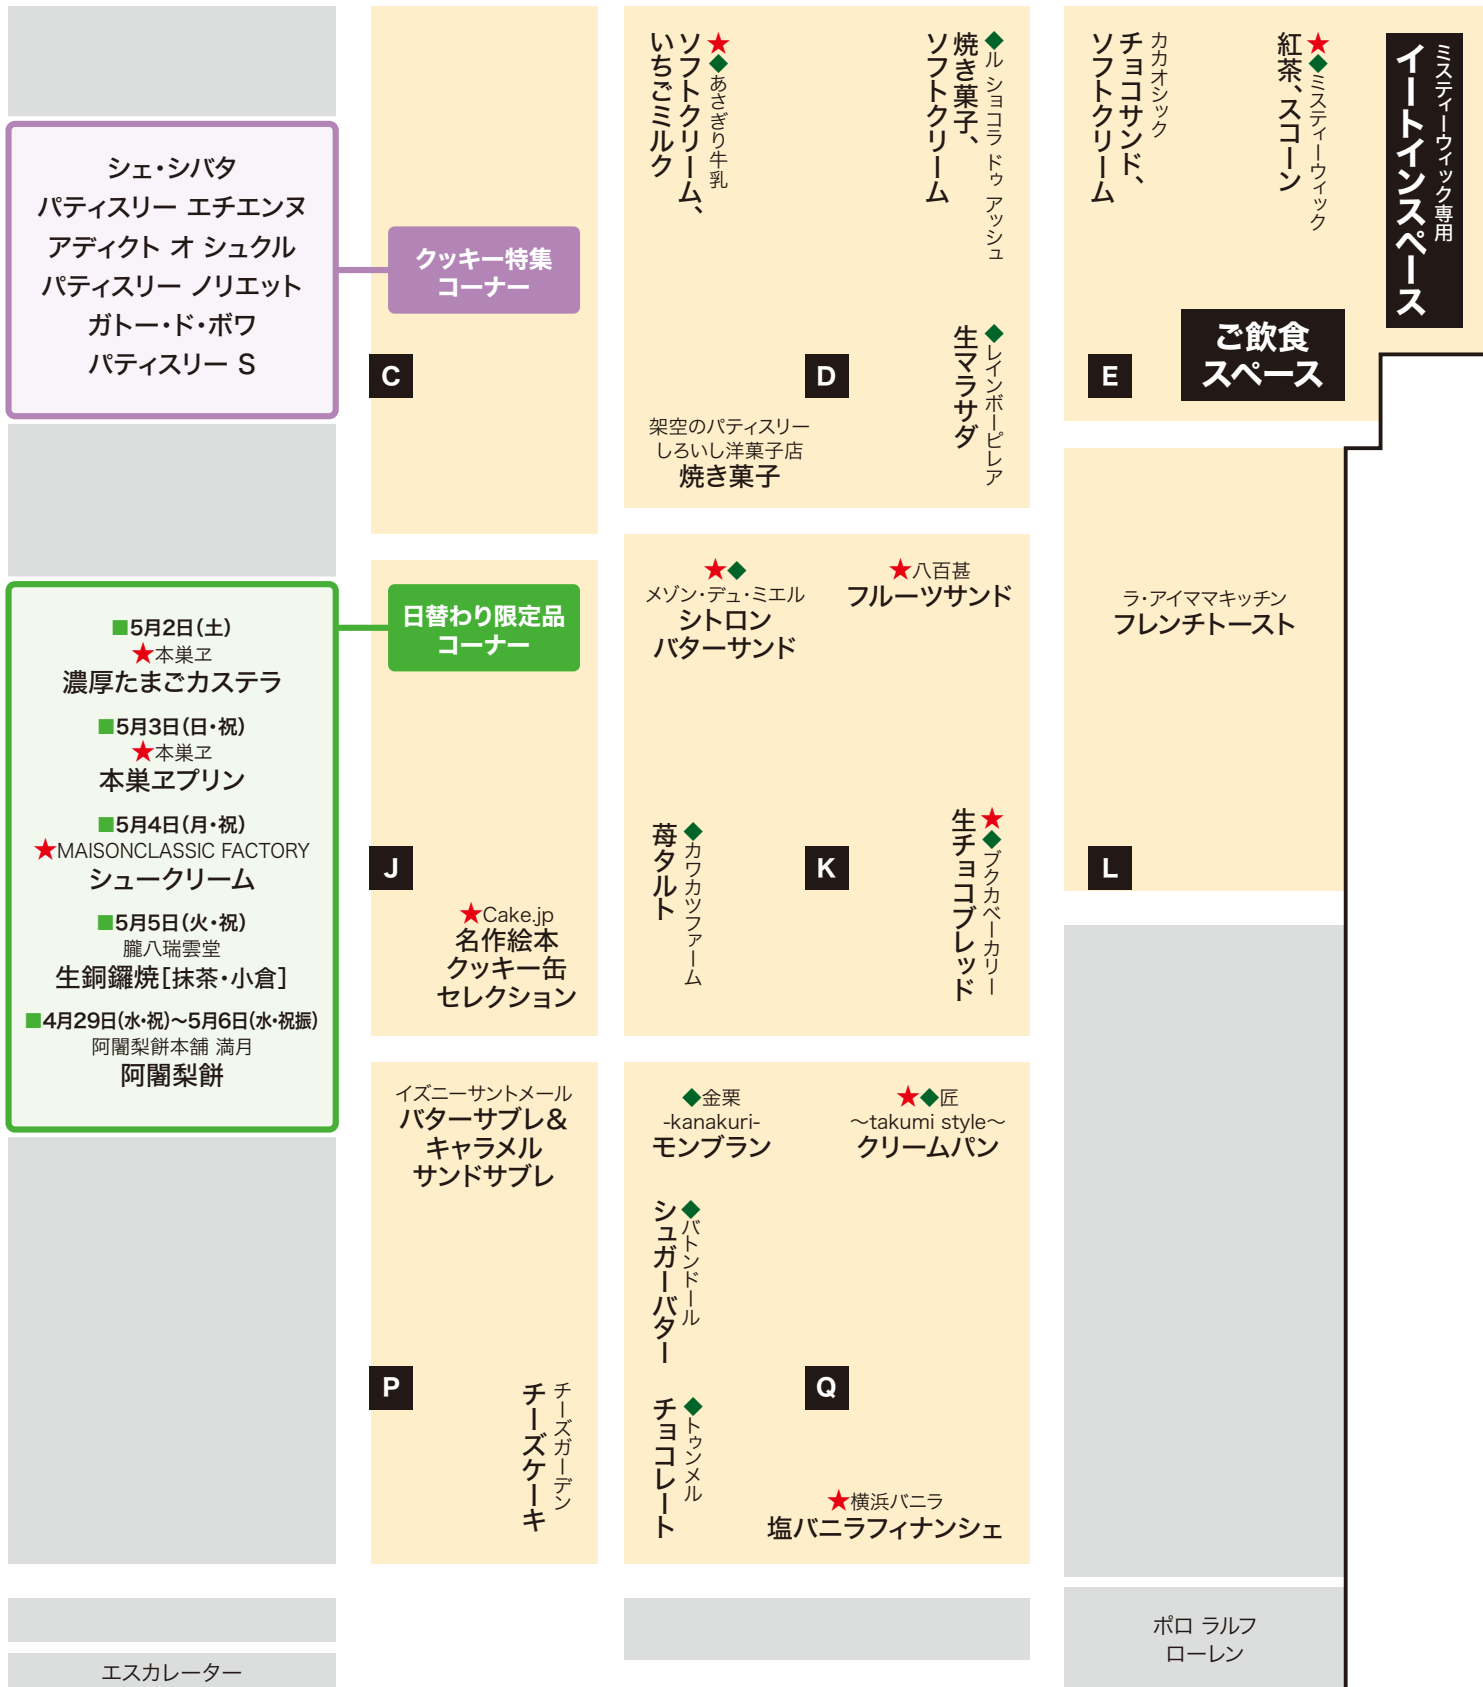 シェ・シバタ
パティスリー エチエンヌ
アディクト オ シュクル
パティスリー ノリエット
ガトー・ド・ボワ
パティスリー S
クッキー特集
コーナー
C
★◆あさぎり牛乳
ソフトクリーム、
いちごミルク
◆ル ショコラ ドゥ アッシュ
焼き菓子、
ソフトクリーム
◆レインボーピレア
生マラサダ
D
架空のパティスリー
しろいし洋菓子店
焼き菓子
カカオシック
チョコサンド、
ソフトクリーム
★◆ミスティーウィック
紅茶、スコーン
ミスティーウィック専用
イートインスペース
ご飲食
スペース
E
■5月2日(土)
★本巣ヱ
濃厚たまごカステラ
■5月3日(日・祝)
★本巣ヱ
本巣ヱプリン
■5月4日(月・祝)
★MAISONCLASSIC FACTORY
シュークリーム
■5月5日(火・祝)
朧八瑞雲堂
生銅鑼焼[抹茶・小倉]
■4月29日(水・祝)～5月6日(水・祝振)
阿闍梨餅本舗 満月
阿闍梨餅
日替わり限定品
コーナー
J
★Cake.jp
名作絵本
クッキー缶
セレクション
★◆
メゾン・デュ・ミエル
シトロン
バターサンド
★八百甚
フルーツサンド
◆カワカツファーム
苺タルト
K
★◆ブクカベーカリー
生チョコブレッド
ラ・アイママキッチン
フレンチトースト
L
イズニーサントメール
バターサブレ&
キャラメル
サンドサブレ
P
チーズガーデン
チーズケーキ
◆金栗
-kanakuri-
モンブラン
★◆匠
～takumi style～
クリームパン
◆バトンドール
シュガーバター
Q
◆トゥンメル
チョコレート
★横浜バニラ
塩バニラフィナンシェ
ポロ ラルフ
ローレン
エスカレーター